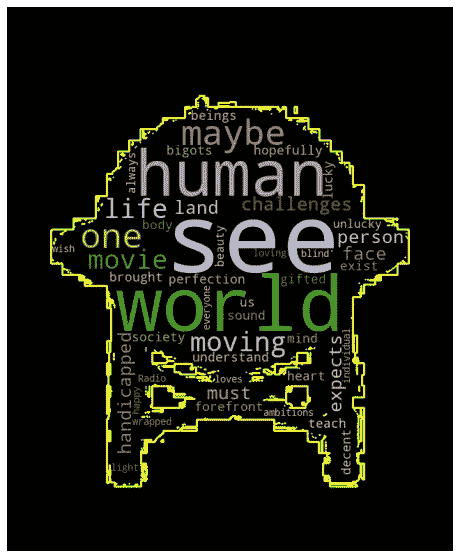 beings
maybe
bigots hopefully
always human lucky
life land challenges
one body see beauty loving blind unlucky person
wish movie face exist
brought perfection gifted
world everyone us sound
society moving mind
understand
handicapped Radio loves heart expects individual
happy must
wrapped forefront ambitions
teach
light decent